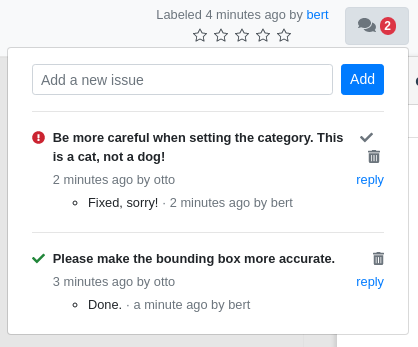 Labeled 4 minutes ago by bert
2
Add a new issue
Add
Be more careful when setting the category. This
is a cat, not a dog!
2 minutes ago by otto
reply
Fixed, sorry! · 2 minutes ago by bert
Please make the bounding box more accurate.
3 minutes ago by otto
reply
Done. · a minute ago by bert